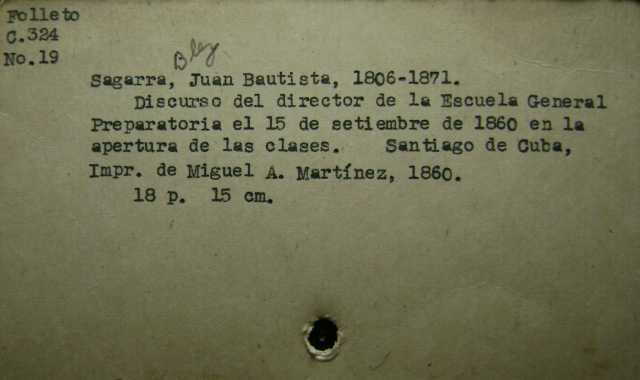 Folleto
C.324
No.19
Bley
Sagarra, Juan Bautista, 1806-1871.
Discurso del director de la Escuela General
Preparatoria el 15 de setiembre de 1860 en la
apertura de las clases. Santiago de Cuba,
Impr. de Miguel A. Martínez, 1860.
18 p. 15 cm.